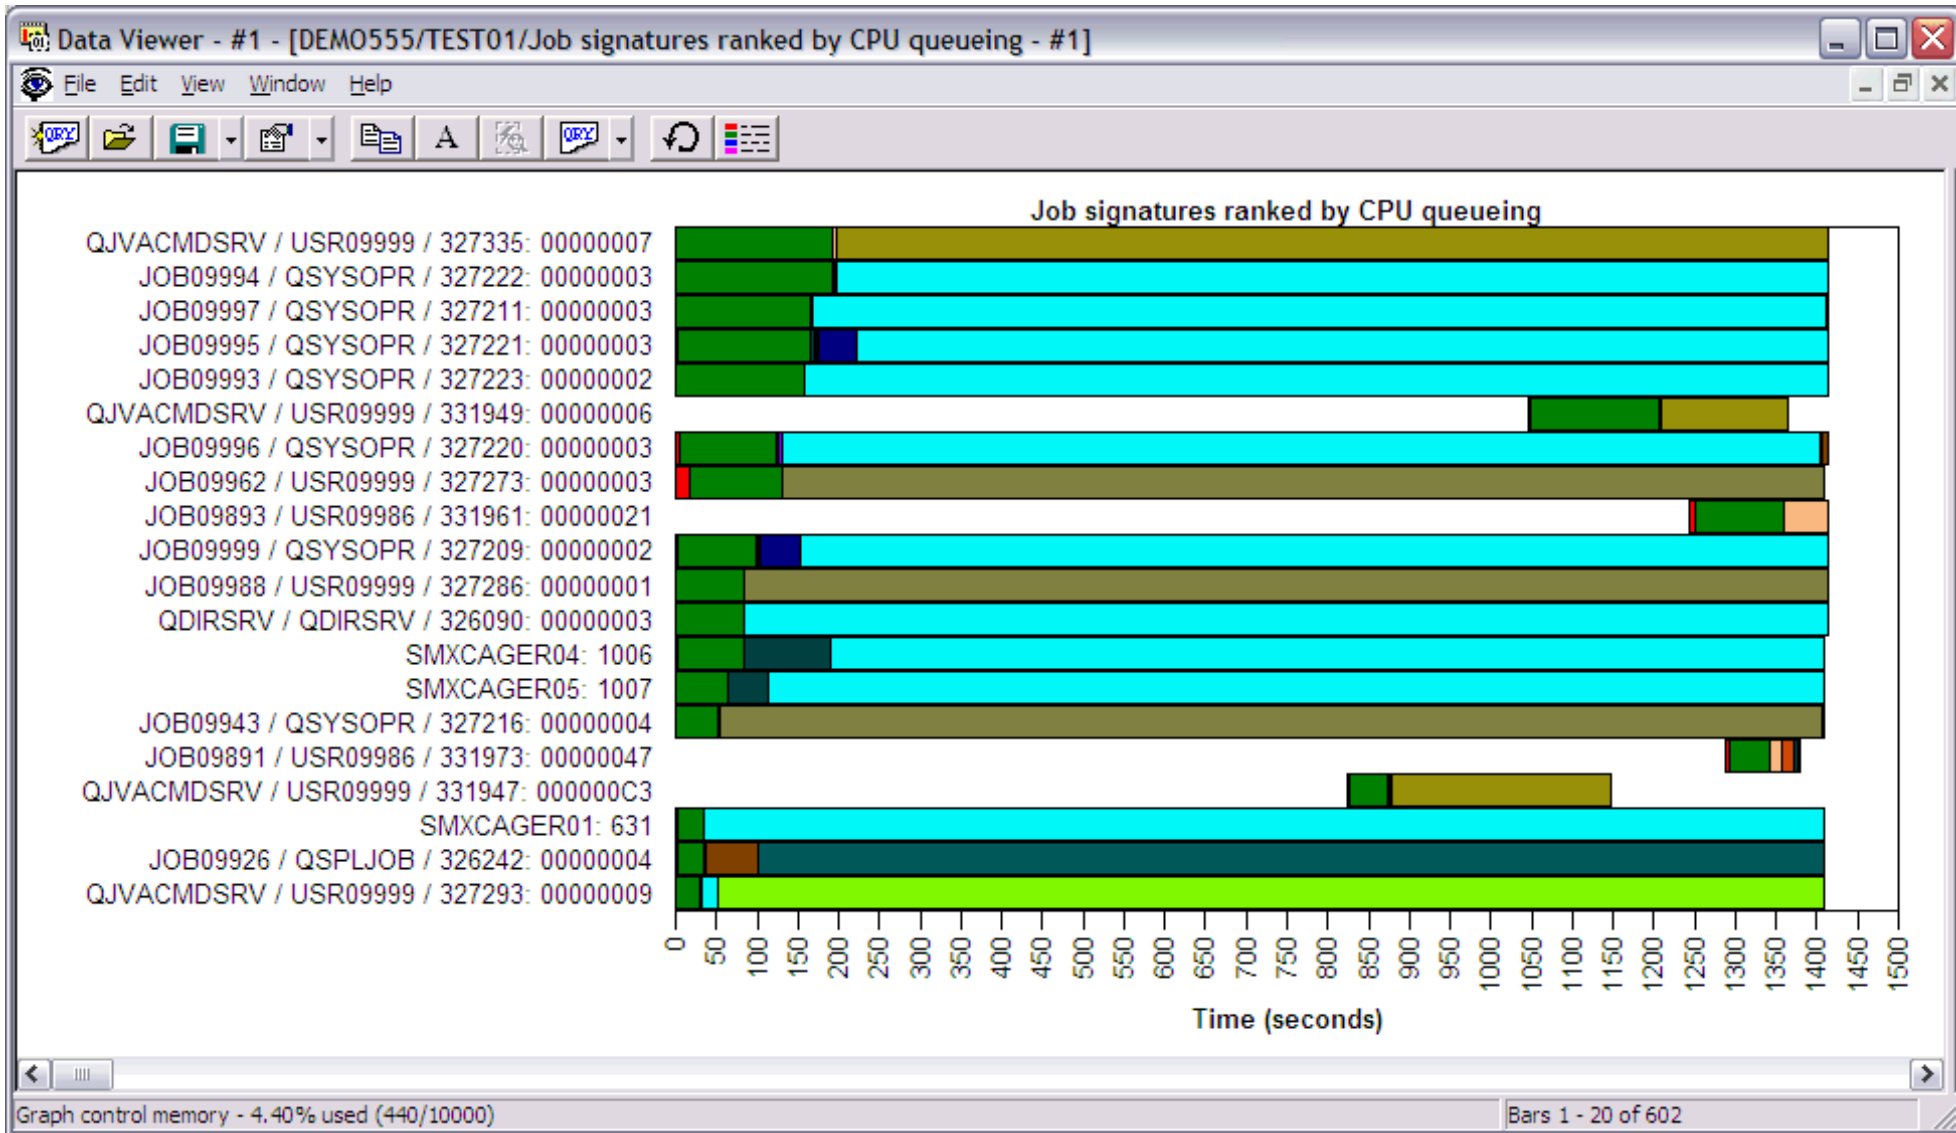 Data Viewer - #1 - [DEMO555/TEST01/Job signatures ranked by CPU queueing - #1]
File Edit View Window Help
QRY A QRY
Job signatures ranked by CPU queueing
QJVACMDSRV / USR09999 / 327335: 00000007
JOB09994 / QSYSOPR / 327222: 00000003
JOB09997 / QSYSOPR / 327211: 00000003
JOB09995 / QSYSOPR / 327221: 00000003
JOB09993 / QSYSOPR / 327223: 00000002
QJVACMDSRV / USR09999 / 331949: 00000006
JOB09996 / QSYSOPR / 327220: 00000003
JOB09962 / USR09999 / 327273: 00000003
JOB09893 / USR09986 / 331961: 00000021
JOB09999 / QSYSOPR / 327209: 00000002
JOB09988 / USR09999 / 327286: 00000001
QDIRSRV / QDIRSRV / 326090: 00000003
SMXCAGER04: 1006
SMXCAGER05: 1007
JOB09943 / QSYSOPR / 327216: 00000004
JOB09891 / USR09986 / 331973: 00000047
QJVACMDSRV / USR09999 / 331947: 000000C3
SMXCAGER01: 631
JOB09926 / QSPLJOB / 326242: 00000004
QJVACMDSRV / USR09999 / 327293: 00000009
0 50 100 150 200 250 300 350 400 450 500 550 600 650 700 750 800 850 900 950 1000 1050 1100 1150 1200 1250 1300 1350 1400 1450 1500
Time (seconds)
Graph control memory - 4.40% used (440/10000)
Bars 1 - 20 of 602